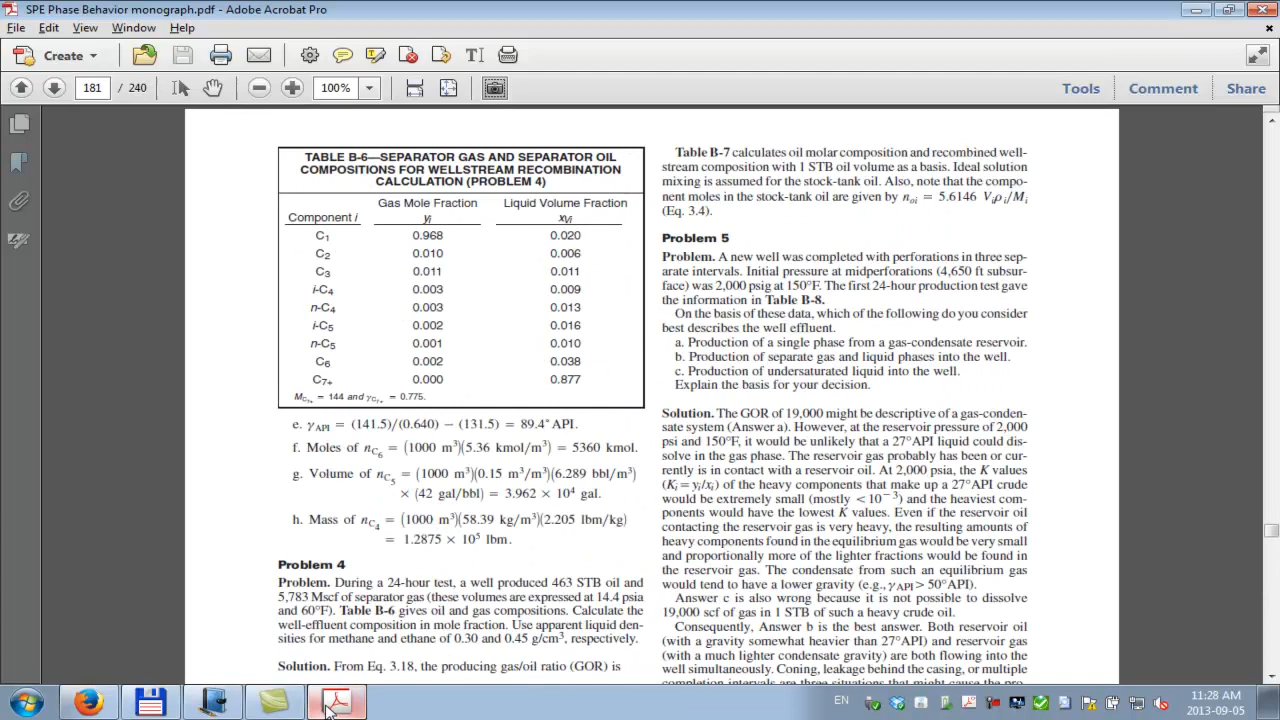 SPE Phase Behavior monograph.pdf - Adobe Acrobat Pro
File Edit View Window Help
Create
181 / 240 100% Tools Comment Share
TABLE B-6—SEPARATOR GAS AND SEPARATOR OIL
COMPOSITIONS FOR WELLSTREAM RECOMBINATION
CALCULATION (PROBLEM 4)
Gas Mole Fraction Liquid Volume Fraction
Component i yi xVi
C1 0.968 0.020
C2 0.010 0.006
C3 0.011 0.011
i-C4 0.003 0.009
n-C4 0.003 0.013
i-C5 0.002 0.016
n-C5 0.001 0.010
C6 0.002 0.038
C7+ 0.000 0.877
MC7+ = 144 and γC7+ = 0.775.
e. γAPI = (141.5)/(0.640) − (131.5) = 89.4°API.
f. Moles of nC6 = (1000 m³)(5.36 kmol/m³) = 5360 kmol.
g. Volume of nC5 = (1000 m³)(0.15 m³/m³)(6.289 bbl/m³)
× (42 gal/bbl) = 3.962 × 10⁴ gal.
h. Mass of nC4 = (1000 m³)(58.39 kg/m³)(2.205 lbm/kg)
= 1.2875 × 10⁵ lbm.
Problem 4
Problem. During a 24-hour test, a well produced 463 STB oil and
5,783 Mscf of separator gas (these volumes are expressed at 14.4 psia
and 60°F). Table B-6 gives oil and gas compositions. Calculate the
well-effluent composition in mole fraction. Use apparent liquid den-
sities for methane and ethane of 0.30 and 0.45 g/cm³, respectively.
Solution. From Eq. 3.18, the producing gas/oil ratio (GOR) is
Table B-7 calculates oil molar composition and recombined well-
stream composition with 1 STB oil volume as a basis. Ideal solution
mixing is assumed for the stock-tank oil. Also, note that the compo-
nent moles in the stock-tank oil are given by noi = 5.6146 Viρi/Mi
(Eq. 3.4).
Problem 5
Problem. A new well was completed with perforations in three sep-
arate intervals. Initial pressure at midperforations (4,650 ft subsur-
face) was 2,000 psig at 150°F. The first 24-hour production test gave
the information in Table B-8.
On the basis of these data, which of the following do you consider
best describes the well effluent.
a. Production of a single phase from a gas-condensate reservoir.
b. Production of separate gas and liquid phases into the well.
c. Production of undersaturated liquid into the well.
Explain the basis for your decision.
Solution. The GOR of 19,000 might be descriptive of a gas-conden-
sate system (Answer a). However, at the reservoir pressure of 2,000
psi and 150°F, it would be unlikely that a 27°API liquid could dis-
solve in the gas phase. The reservoir gas probably has been or cur-
rently is in contact with a reservoir oil. At 2,000 psia, the K values
(Ki = yi/xi) of the heavy components that make up a 27°API crude
would be extremely small (mostly <10⁻³) and the heaviest com-
ponents would have the lowest K values. Even if the reservoir oil
contacting the reservoir gas is very heavy, the resulting amounts of
heavy components found in the equilibrium gas would be very small
and proportionally more of the lighter fractions would be found in
the reservoir gas. The condensate from such an equilibrium gas
would tend to have a lower gravity (e.g., γAPI > 50°API).
Answer c is also wrong because it is not possible to dissolve
19,000 scf of gas in 1 STB of such a heavy crude oil.
Consequently, Answer b is the best answer. Both reservoir oil
(with a gravity somewhat heavier than 27°API) and reservoir gas
(with a much lighter condensate gravity) are both flowing into the
well simultaneously. Coning, leakage behind the casing, or multiple
completion intervals are three situations that might cause the pro-
EN 11:28 AM
2013-09-05